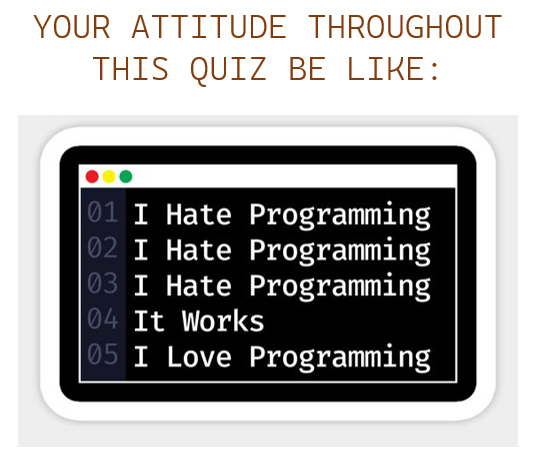 YOUR ATTITUDE THROUGHOUT
THIS QUIZ BE LIKE:
01 I Hate Programming
02 I Hate Programming
03 I Hate Programming
04 It Works
05 I Love Programming